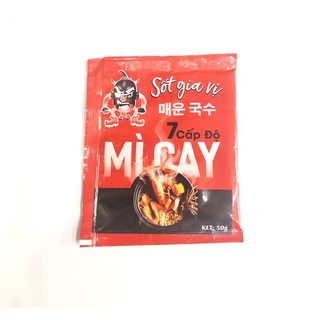 Sốt gia vị
매운 국수
7 Cấp Độ
MÌ CAY
KLT: 50g